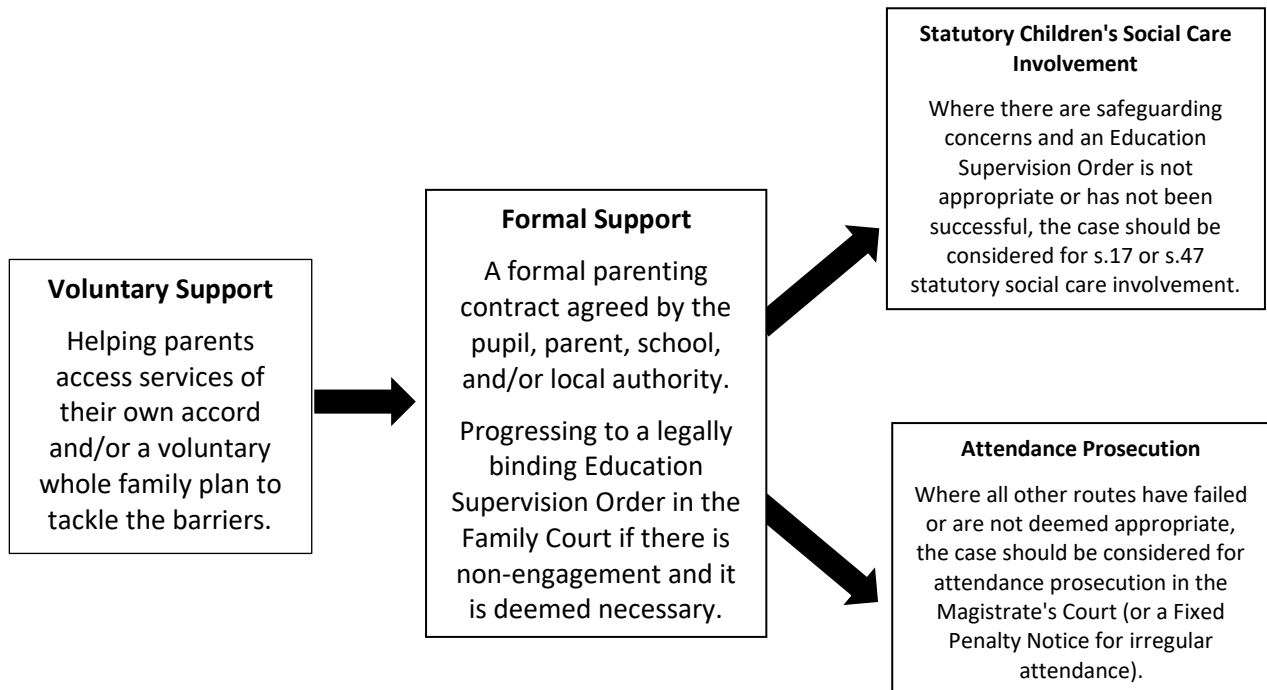 Voluntary Support
Helping parents
access services of
their own accord
and/or a voluntary
whole family plan to
tackle the barriers.
Formal Support
A formal parenting
contract agreed by the
pupil, parent, school,
and/or local authority.
Progressing to a legally
binding Education
Supervision Order in the
Family Court if there is
non-engagement and it
is deemed necessary.
Statutory Children's Social Care
Involvement
Where there are safeguarding
concerns and an Education
Supervision Order is not
appropriate or has not been
successful, the case should be
considered for s.17 or s.47
statutory social care involvement.
Attendance Prosecution
Where all other routes have failed
or are not deemed appropriate,
the case should be considered for
attendance prosecution in the
Magistrate's Court (or a Fixed
Penalty Notice for irregular
attendance).